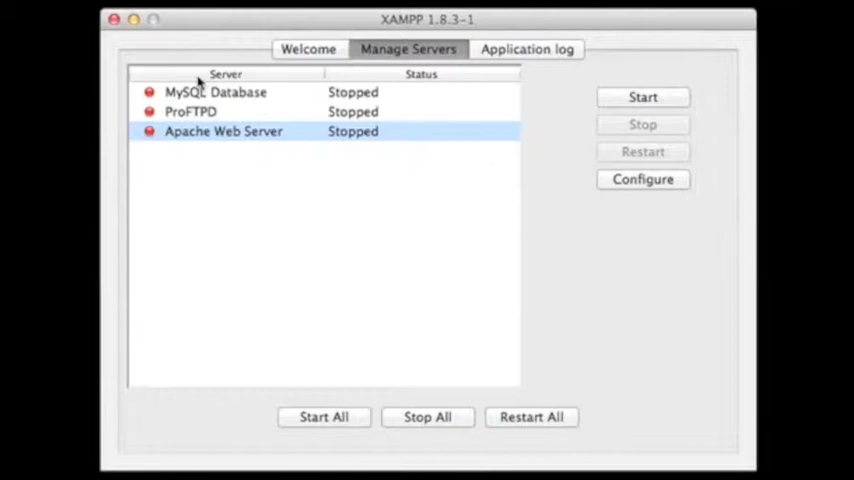 XAMPP 1.8.3-1
Welcome Manage Servers Application log
Server Status
MySQL Database Stopped
ProFTPD Stopped
Apache Web Server Stopped
Start
Stop
Restart
Configure
Start All Stop All Restart All